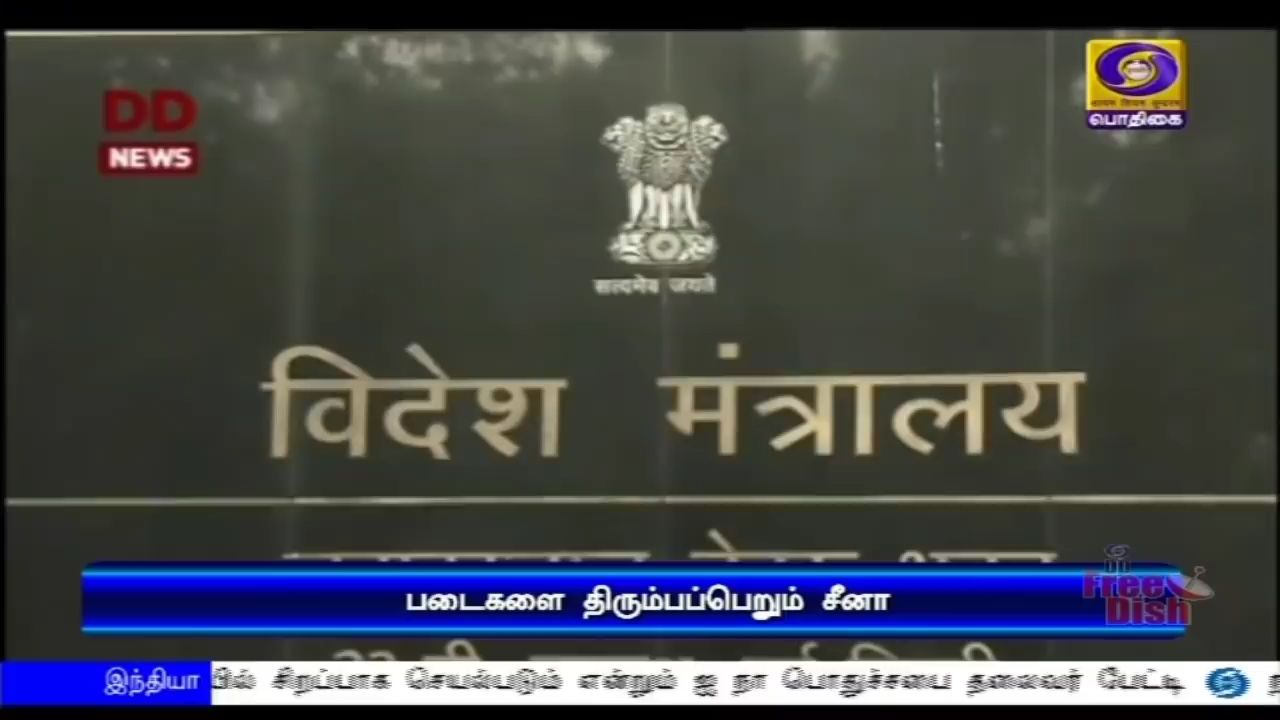 DD
NEWS
பொதிகை
सत्यमेव जयते
विदेश मंत्रालय
படைகளை திரும்பப்பெறும் சீனா
Free
Dish
இந்தியா
யில் சிறப்பாக செயல்படும் என்றும் ஐ நா பொதுச்சபை தலைவர் பேட்டி